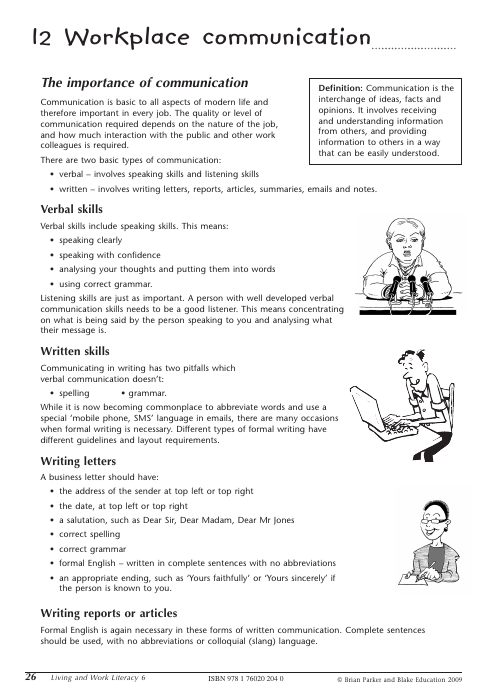 12 Workplace communication
The importance of communication
Communication is basic to all aspects of modern life and
therefore important in every job. The quality or level of
communication required depends on the nature of the job,
and how much interaction with the public and other work
colleagues is required.
Definition: Communication is the
interchange of ideas, facts and
opinions. It involves receiving
and understanding information
from others, and providing
information to others in a way
that can be easily understood.
There are two basic types of communication:
• verbal – involves speaking skills and listening skills
• written – involves writing letters, reports, articles, summaries, emails and notes.
Verbal skills
Verbal skills include speaking skills. This means:
• speaking clearly
• speaking with confidence
• analysing your thoughts and putting them into words
• using correct grammar.
Listening skills are just as important. A person with well developed verbal
communication skills needs to be a good listener. This means concentrating
on what is being said by the person speaking to you and analysing what
their message is.
Written skills
Communicating in writing has two pitfalls which
verbal communication doesn't:
• spelling • grammar.
While it is now becoming commonplace to abbreviate words and use a
special 'mobile phone, SMS' language in emails, there are many occasions
when formal writing is necessary. Different types of formal writing have
different guidelines and layout requirements.
Writing letters
A business letter should have:
• the address of the sender at top left or top right
• the date, at top left or top right
• a salutation, such as Dear Sir, Dear Madam, Dear Mr Jones
• correct spelling
• correct grammar
• formal English – written in complete sentences with no abbreviations
• an appropriate ending, such as 'Yours faithfully' or 'Yours sincerely' if
the person is known to you.
Writing reports or articles
Formal English is again necessary in these forms of written communication. Complete sentences
should be used, with no abbreviations or colloquial (slang) language.
26 Living and Work Literacy 6 ISBN 978 1 76020 204 0 © Brian Parker and Blake Education 2009